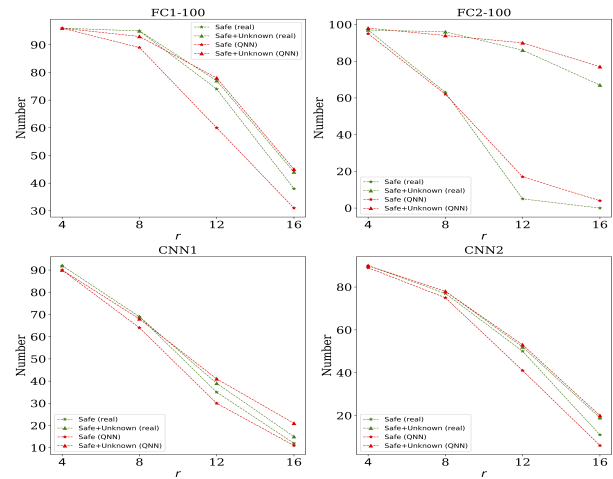 FC1-100
Number
90
80
70
60
50
40
30
4
8
12
16
r
Safe (real)
Safe+Unknown (real)
Safe (QNN)
Safe+Unknown (QNN)
FC2-100
Number
100
80
60
40
20
0
4
8
12
16
r
Safe (real)
Safe+Unknown (real)
Safe (QNN)
Safe+Unknown (QNN)
CNN1
Number
90
80
70
60
50
40
30
20
10
4
8
12
16
r
Safe (real)
Safe+Unknown (real)
Safe (QNN)
Safe+Unknown (QNN)
CNN2
Number
80
60
40
20
4
8
12
16
r
Safe (real)
Safe+Unknown (real)
Safe (QNN)
Safe+Unknown (QNN)